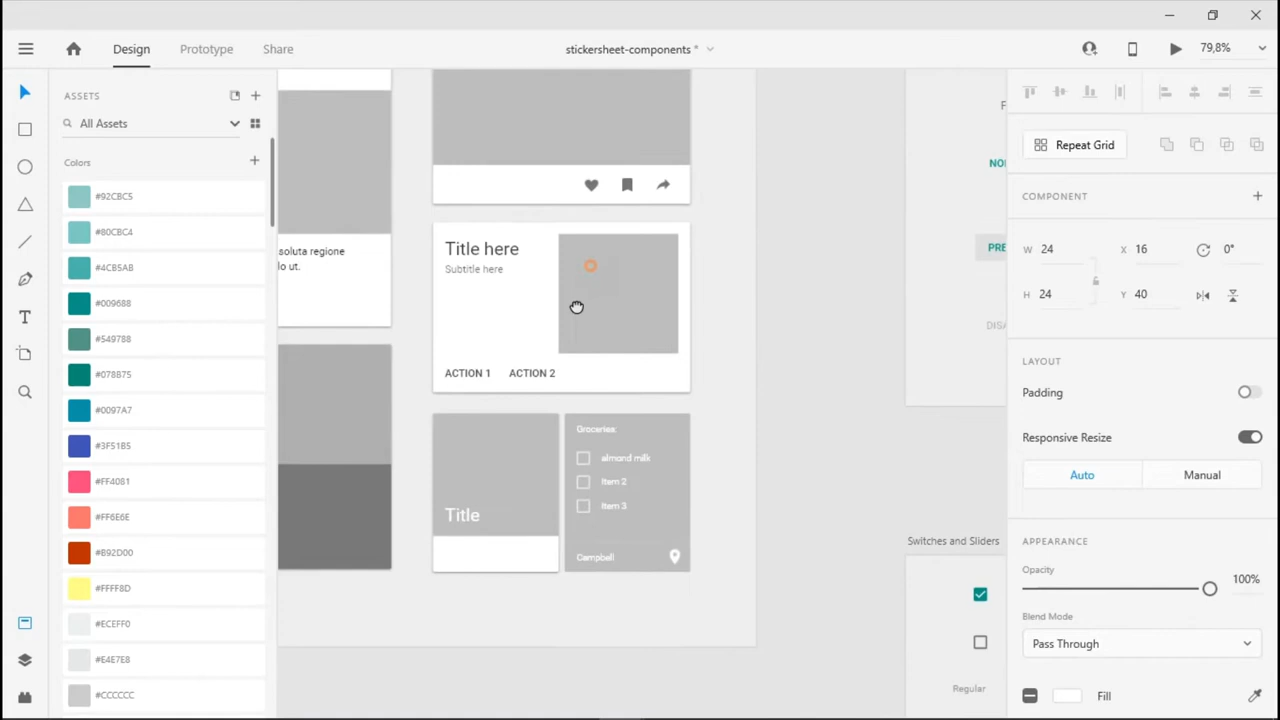 Design
Prototype
Share
stickersheet-components *
79,8%
ASSETS
All Assets
Colors
#92CBC5
#80CBC4
#4CB5AB
#009688
#549788
#078B75
#0097A7
#3F51B5
#FF4081
#FF6E6E
#B92D00
#FFFF8D
#ECEFF0
#E4E7E8
#CCCCCC
soluta regione
lo ut.
Title here
Subtitle here
ACTION 1
ACTION 2
Title
Groceries:
almond milk
Item 2
Item 3
Campbell
Switches and Sliders
Regular
Repeat Grid
COMPONENT
W 24
X 16
0°
H 24
Y 40
LAYOUT
Padding
Responsive Resize
Auto
Manual
APPEARANCE
Opacity
100%
Blend Mode
Pass Through
Fill